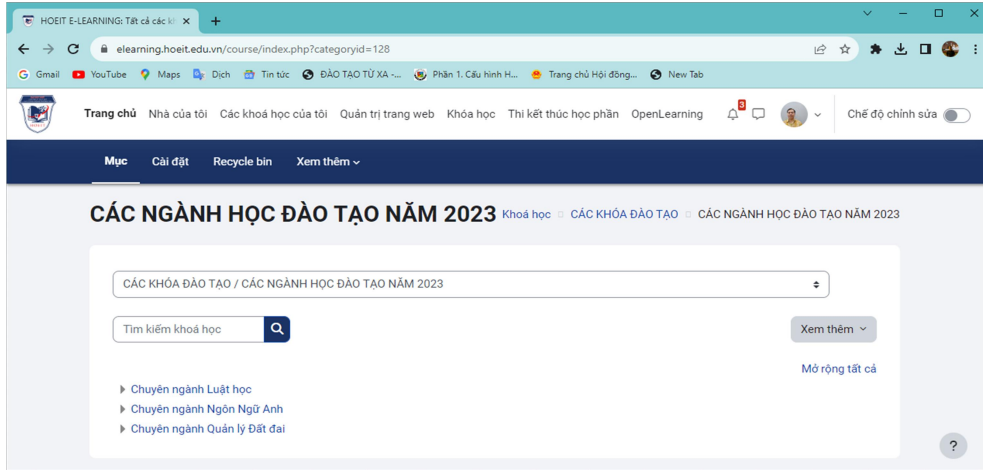 HOEIT E-LEARNING: Tất cả các kh
elearning.hoeit.edu.vn/course/index.php?categoryid=128
Gmail YouTube Maps Dịch Tin tức ĐÀO TẠO TỪ XA -... Phần 1. Cấu hình H... Trang chủ Hội đồng... New Tab
Trang chủ Nhà của tôi Các khoá học của tôi Quản trị trang web Khóa học Thi kết thúc học phần OpenLearning 3 Chế độ chỉnh sửa
Mục Cài đặt Recycle bin Xem thêm
CÁC NGÀNH HỌC ĐÀO TẠO NĂM 2023 Khoá học CÁC KHÓA ĐÀO TẠO CÁC NGÀNH HỌC ĐÀO TẠO NĂM 2023
CÁC KHÓA ĐÀO TẠO / CÁC NGÀNH HỌC ĐÀO TẠO NĂM 2023
Tìm kiếm khoá học Xem thêm
Mở rộng tất cả
Chuyên ngành Luật học
Chuyên ngành Ngôn Ngữ Anh
Chuyên ngành Quản lý Đất đai
?